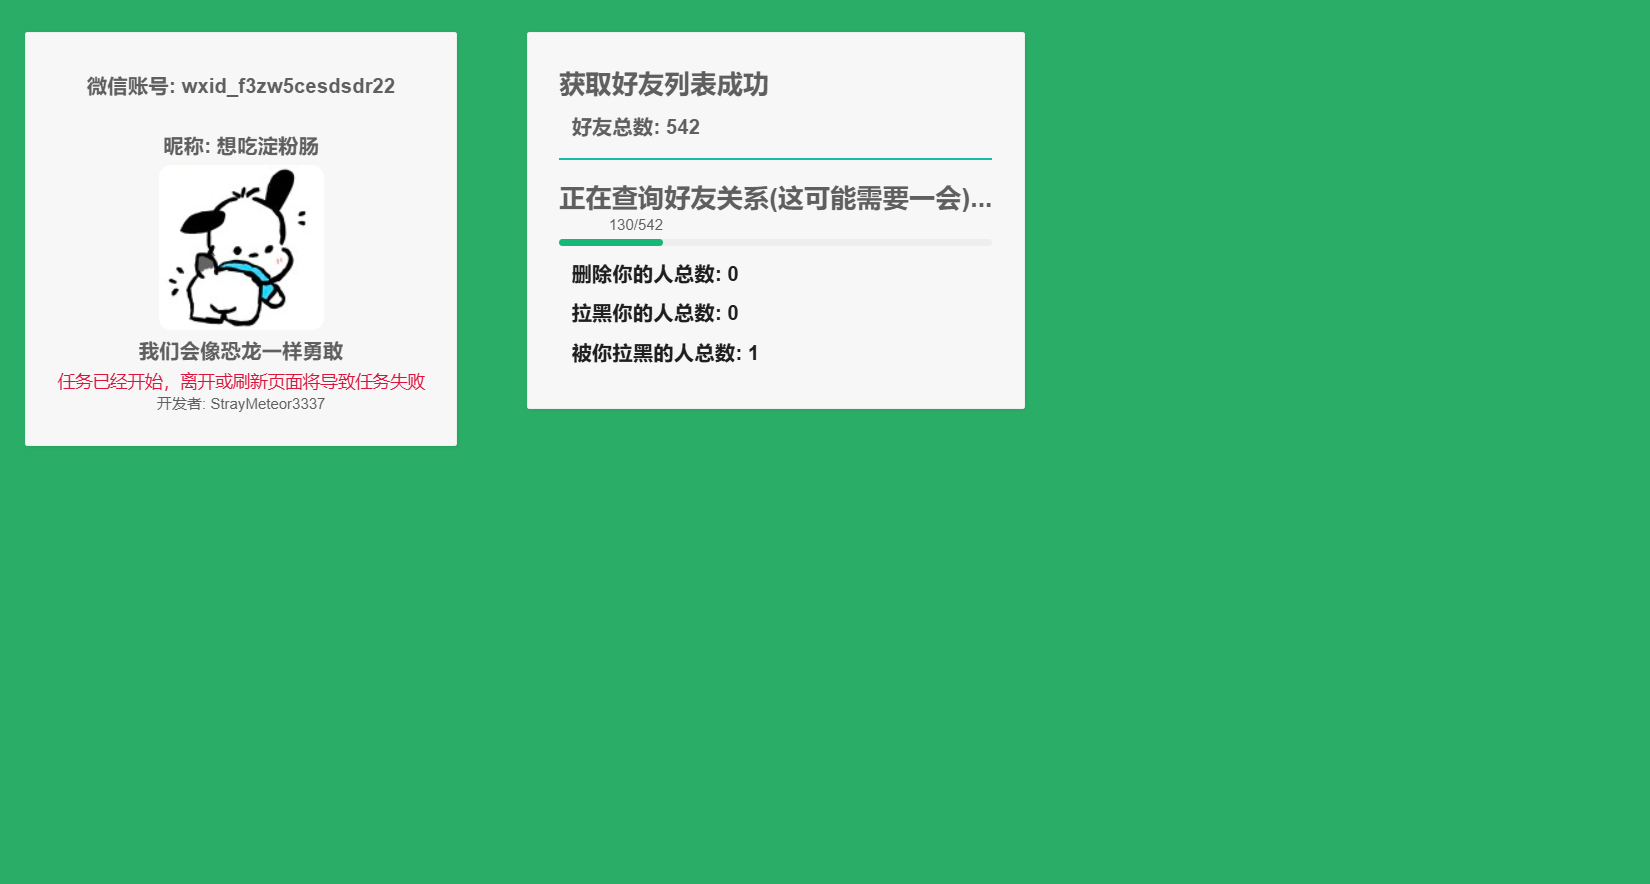 微信账号: wxid_f3zw5cesdsdr22
昵称: 想吃淀粉肠
我们会像恐龙一样勇敢
任务已经开始，离开或刷新页面将导致任务失败
开发者: StrayMeteor3337
获取好友列表成功
好友总数: 542
正在查询好友关系(这可能需要一会)...
130/542
删除你的人总数: 0
拉黑你的人总数: 0
被你拉黑的人总数: 1